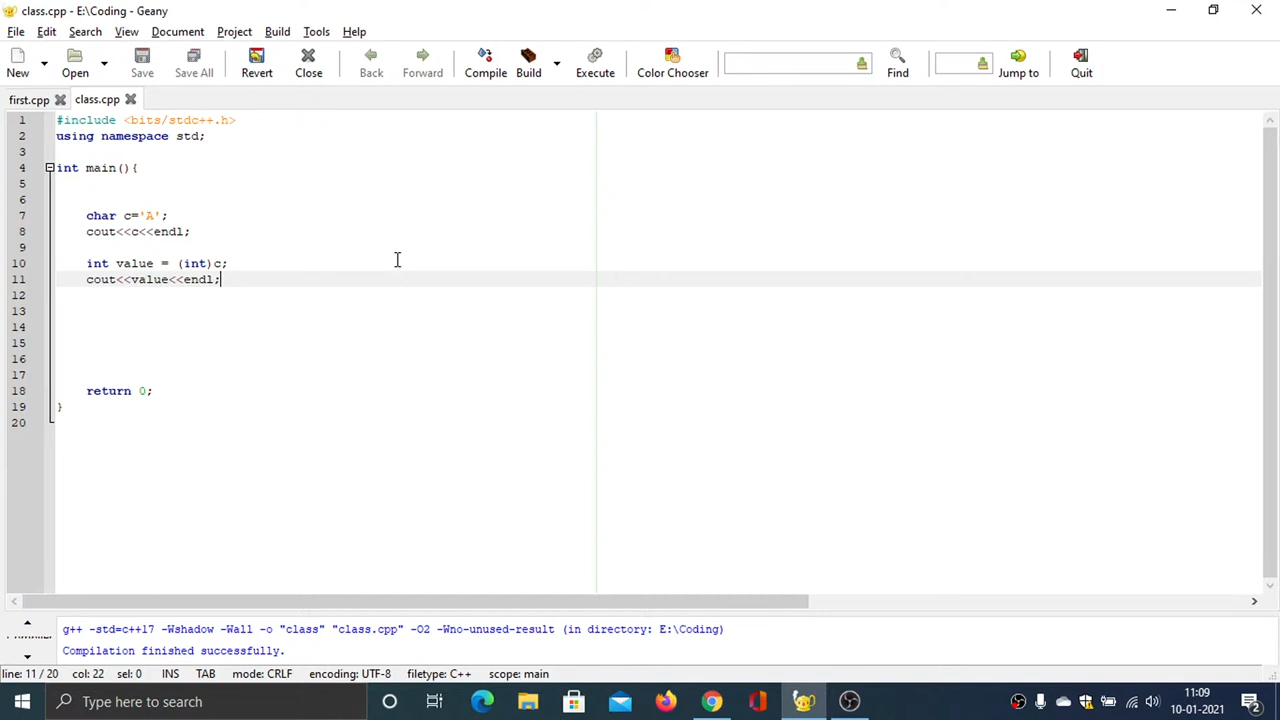 class.cpp - E:\Coding - Geany
File Edit Search View Document Project Build Tools Help
New Open Save Save All Revert Close Back Forward Compile Build Execute Color Chooser Find Jump to Quit
first.cpp class.cpp
1 #include <bits/stdc++.h>
2 using namespace std;
3
4 int main(){
5
6
7 char c='A';
8 cout<<c<<endl;
9
10 int value = (int)c;
11 cout<<value<<endl;
12
13
14
15
16
17
18 return 0;
19 }
20
g++ -std=c++17 -Wshadow -Wall -o "class" "class.cpp" -O2 -Wno-unused-result (in directory: E:\Coding)
Compilation finished successfully.
line: 11 / 20 col: 22 sel: 0 INS TAB mode: CRLF encoding: UTF-8 filetype: C++ scope: main
Type here to search
11:09
10-01-2021
2